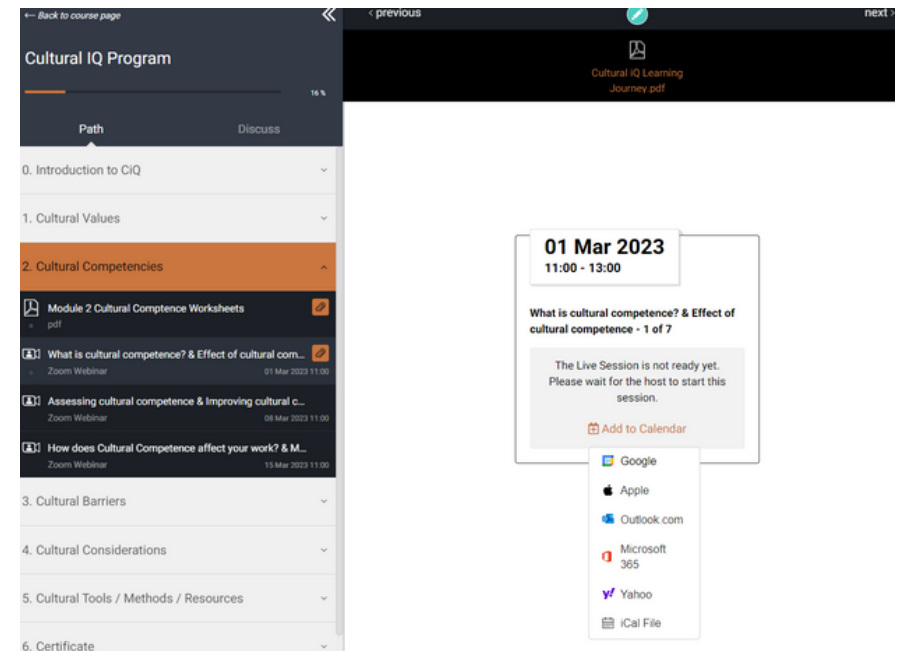 ← Back to course page
Cultural IQ Program
16 %
Path
Discuss
0. Introduction to CiQ
1. Cultural Values
2. Cultural Competencies
Module 2 Cultural Comptence Worksheets
pdf
What is cultural competence? & Effect of cultural com...
Zoom Webinar
01 Mar 2023 11:00
Assessing cultural competence & Improving cultural c...
Zoom Webinar
08 Mar 2023 11:00
How does Cultural Competence affect your work? & M...
Zoom Webinar
15 Mar 2023 11:00
3. Cultural Barriers
4. Cultural Considerations
5. Cultural Tools / Methods / Resources
6. Certificate
< previous
next >
Cultural iQ Learning
Journey.pdf
01 Mar 2023
11:00 - 13:00
What is cultural competence? & Effect of
cultural competence - 1 of 7
The Live Session is not ready yet.
Please wait for the host to start this
session.
Add to Calendar
Google
Apple
Outlook.com
Microsoft
365
Yahoo
iCal File